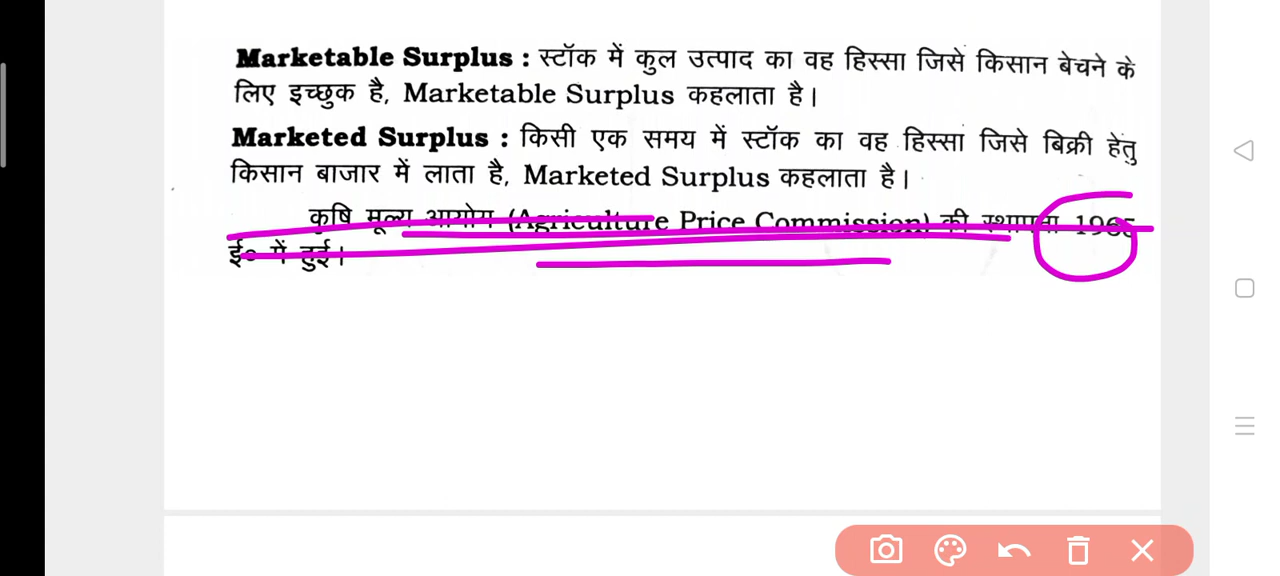 Marketable Surplus : स्टॉक में कुल उत्पाद का वह हिस्सा जिसे किसान बेचने के
लिए इच्छुक है, Marketable Surplus कहलाता है।
Marketed Surplus : किसी एक समय में स्टॉक का वह हिस्सा जिसे बिक्री हेतु
किसान बाजार में लाता है, Marketed Surplus कहलाता है।
कृषि मूल्य आयोग (Agriculture Price Commission) की स्थापना 1965
ई० में हुई।